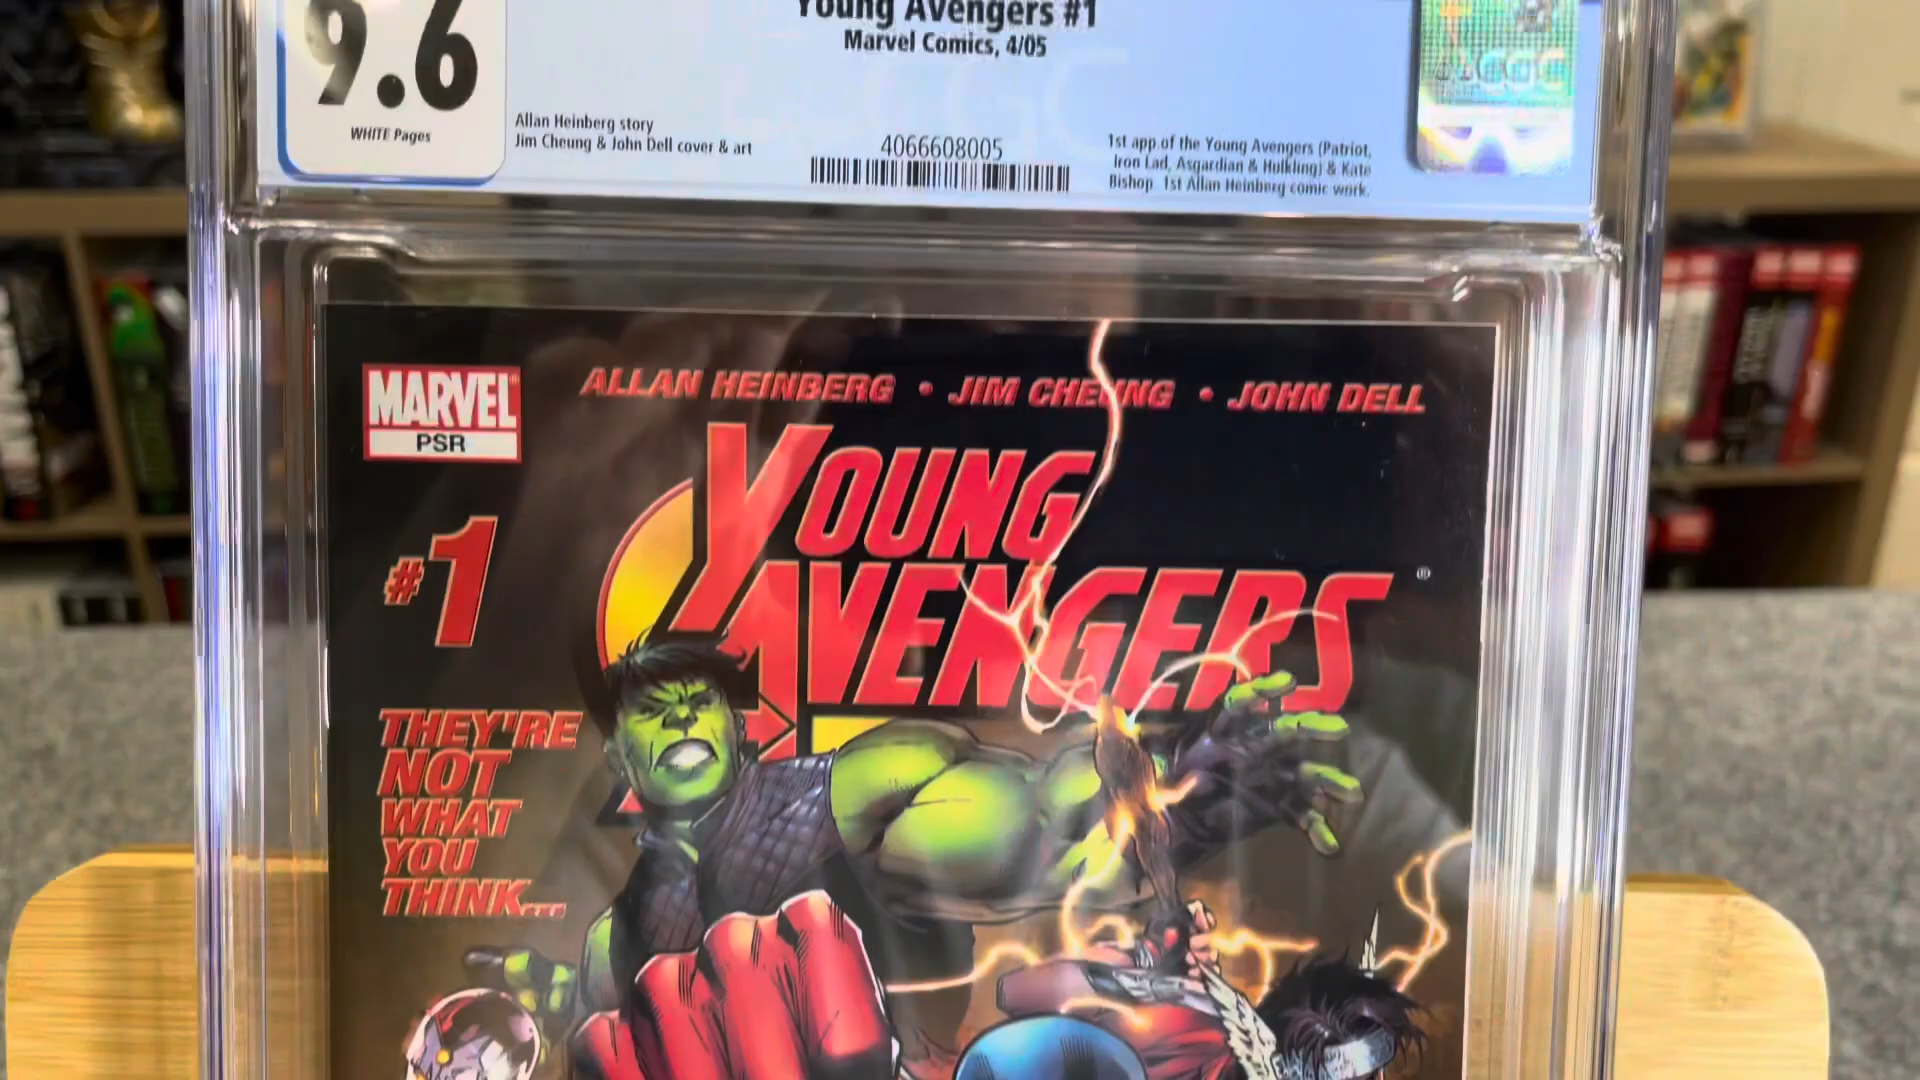 9.6
WHITE Pages
Young Avengers #1
Marvel Comics, 4/05
Allan Heinberg story
Jim Cheung & John Dell cover & art
4066608005
1st app of the Young Avengers (Patriot,
Iron Lad, Asgardian & Hulkling) & Kate
Bishop 1st Allan Heinberg comic work.
CGC
MARVEL
PSR
ALLAN HEINBERG • JIM CHEUNG • JOHN DELL
#1
YOUNG
AVENGERS ®
THEY'RE
NOT
WHAT
YOU
THINK...